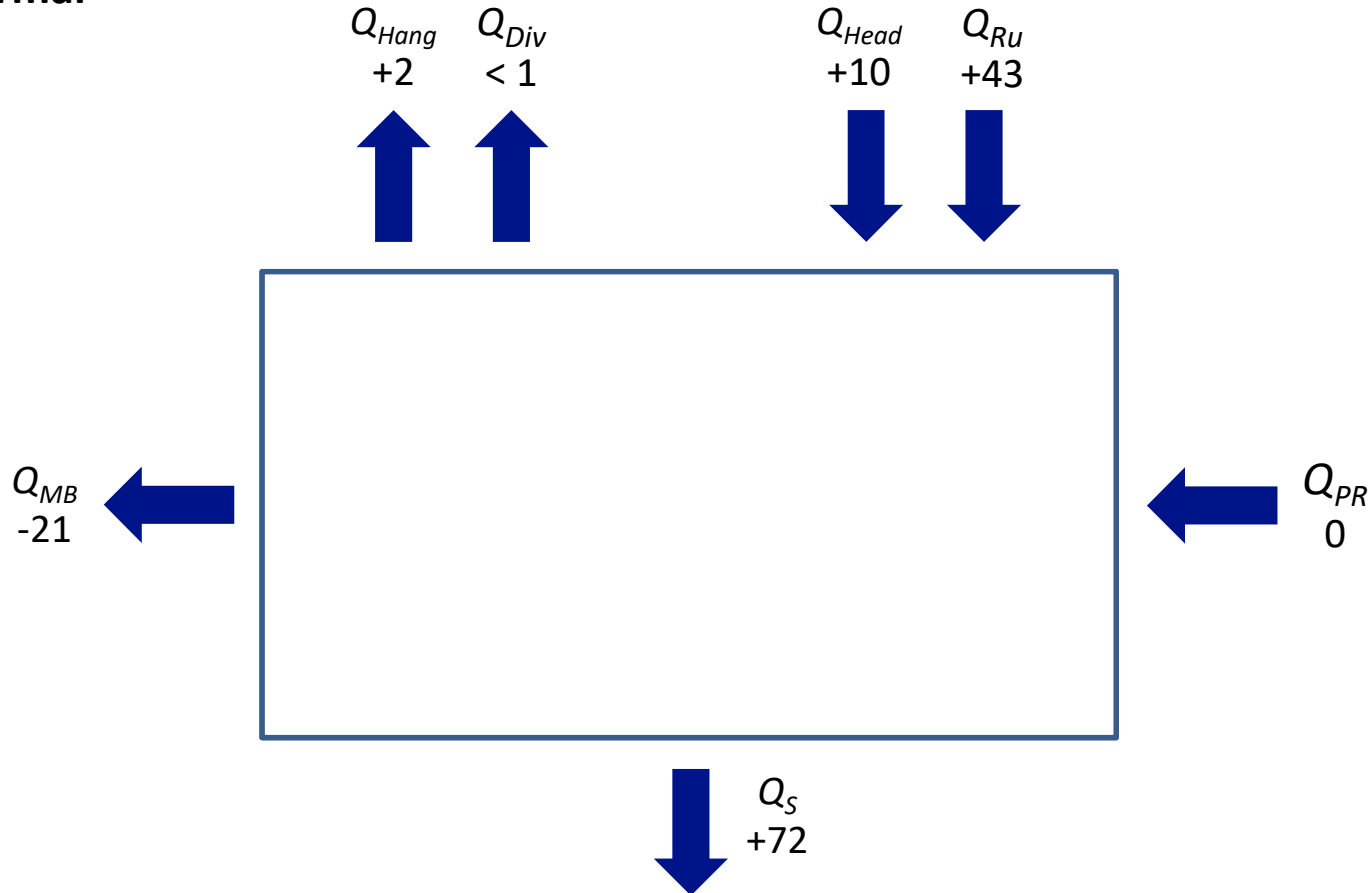 Q_Hang Q_Div Q_Head Q_Ru
+2 < 1 +10 +43
Q_MB
-21
Q_PR
0
Q_S
+72